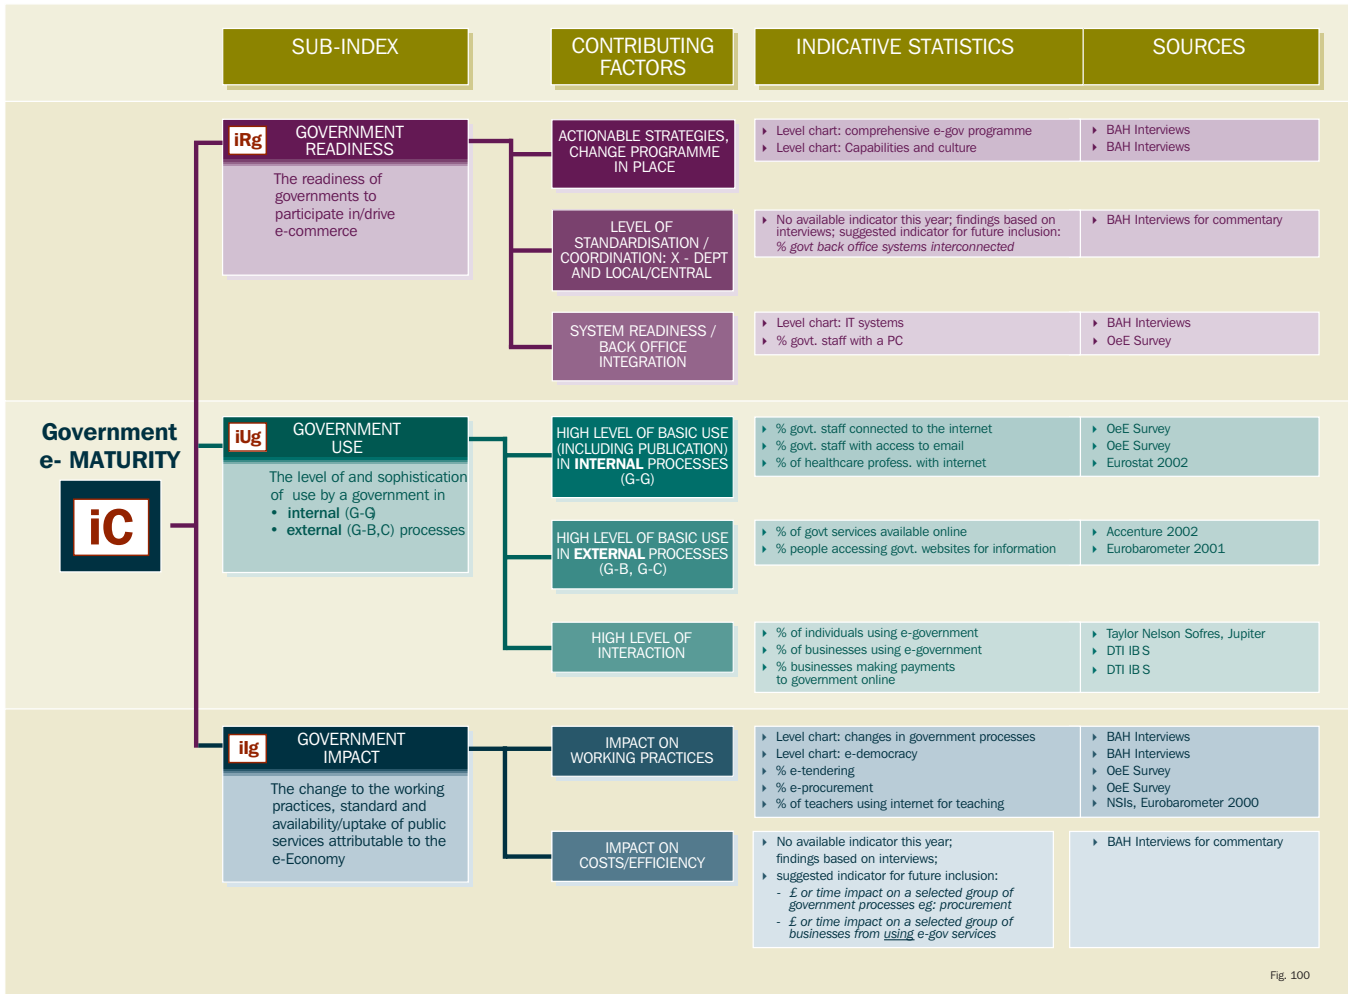 SUB-INDEX
CONTRIBUTING
FACTORS
INDICATIVE STATISTICS
SOURCES
Government
e- MATURITY
iC
iRg
GOVERNMENT
READINESS
The readiness of
governments to
participate in/drive
e-commerce
ACTIONABLE STRATEGIES,
CHANGE PROGRAMME
IN PLACE
Level chart: comprehensive e-gov programme
Level chart: Capabilities and culture
BAH Interviews
BAH Interviews
LEVEL OF
STANDARDISATION /
COORDINATION: X - DEPT
AND LOCAL/CENTRAL
No available indicator this year; findings based on
interviews; suggested indicator for future inclusion:
% govt back office systems interconnected
BAH Interviews for commentary
SYSTEM READINESS /
BACK OFFICE
INTEGRATION
Level chart: IT systems
% govt. staff with a PC
BAH Interviews
OeE Survey
iUg
GOVERNMENT
USE
The level of and sophistication
of use by a government in
• internal (G-G)
• external (G-B,C) processes
HIGH LEVEL OF BASIC USE
(INCLUDING PUBLICATION)
IN INTERNAL PROCESSES
(G-G)
% govt. staff connected to the internet
% govt. staff with access to email
% of healthcare profess. with internet
OeE Survey
OeE Survey
Eurostat 2002
HIGH LEVEL OF BASIC USE
IN EXTERNAL PROCESSES
(G-B, G-C)
% of govt services available online
% people accessing govt. websites for information
Accenture 2002
Eurobarometer 2001
HIGH LEVEL OF
INTERACTION
% of individuals using e-government
% of businesses using e-government
% businesses making payments
to government online
Taylor Nelson Sofres, Jupiter
DTI IBS
DTI IBS
iIg
GOVERNMENT
IMPACT
The change to the working
practices, standard and
availability/uptake of public
services attributable to the
e-Economy
IMPACT ON
WORKING PRACTICES
Level chart: changes in government processes
Level chart: e-democracy
% e-tendering
% e-procurement
% of teachers using internet for teaching
BAH Interviews
BAH Interviews
OeE Survey
OeE Survey
NSIs, Eurobarometer 2000
IMPACT ON
COSTS/EFFICIENCY
No available indicator this year;
findings based on interviews;
suggested indicator for future inclusion:
- £ or time impact on a selected group of
government processes eg: procurement
- £ or time impact on a selected group of
businesses from using e-gov services
BAH Interviews for commentary
Fig. 100